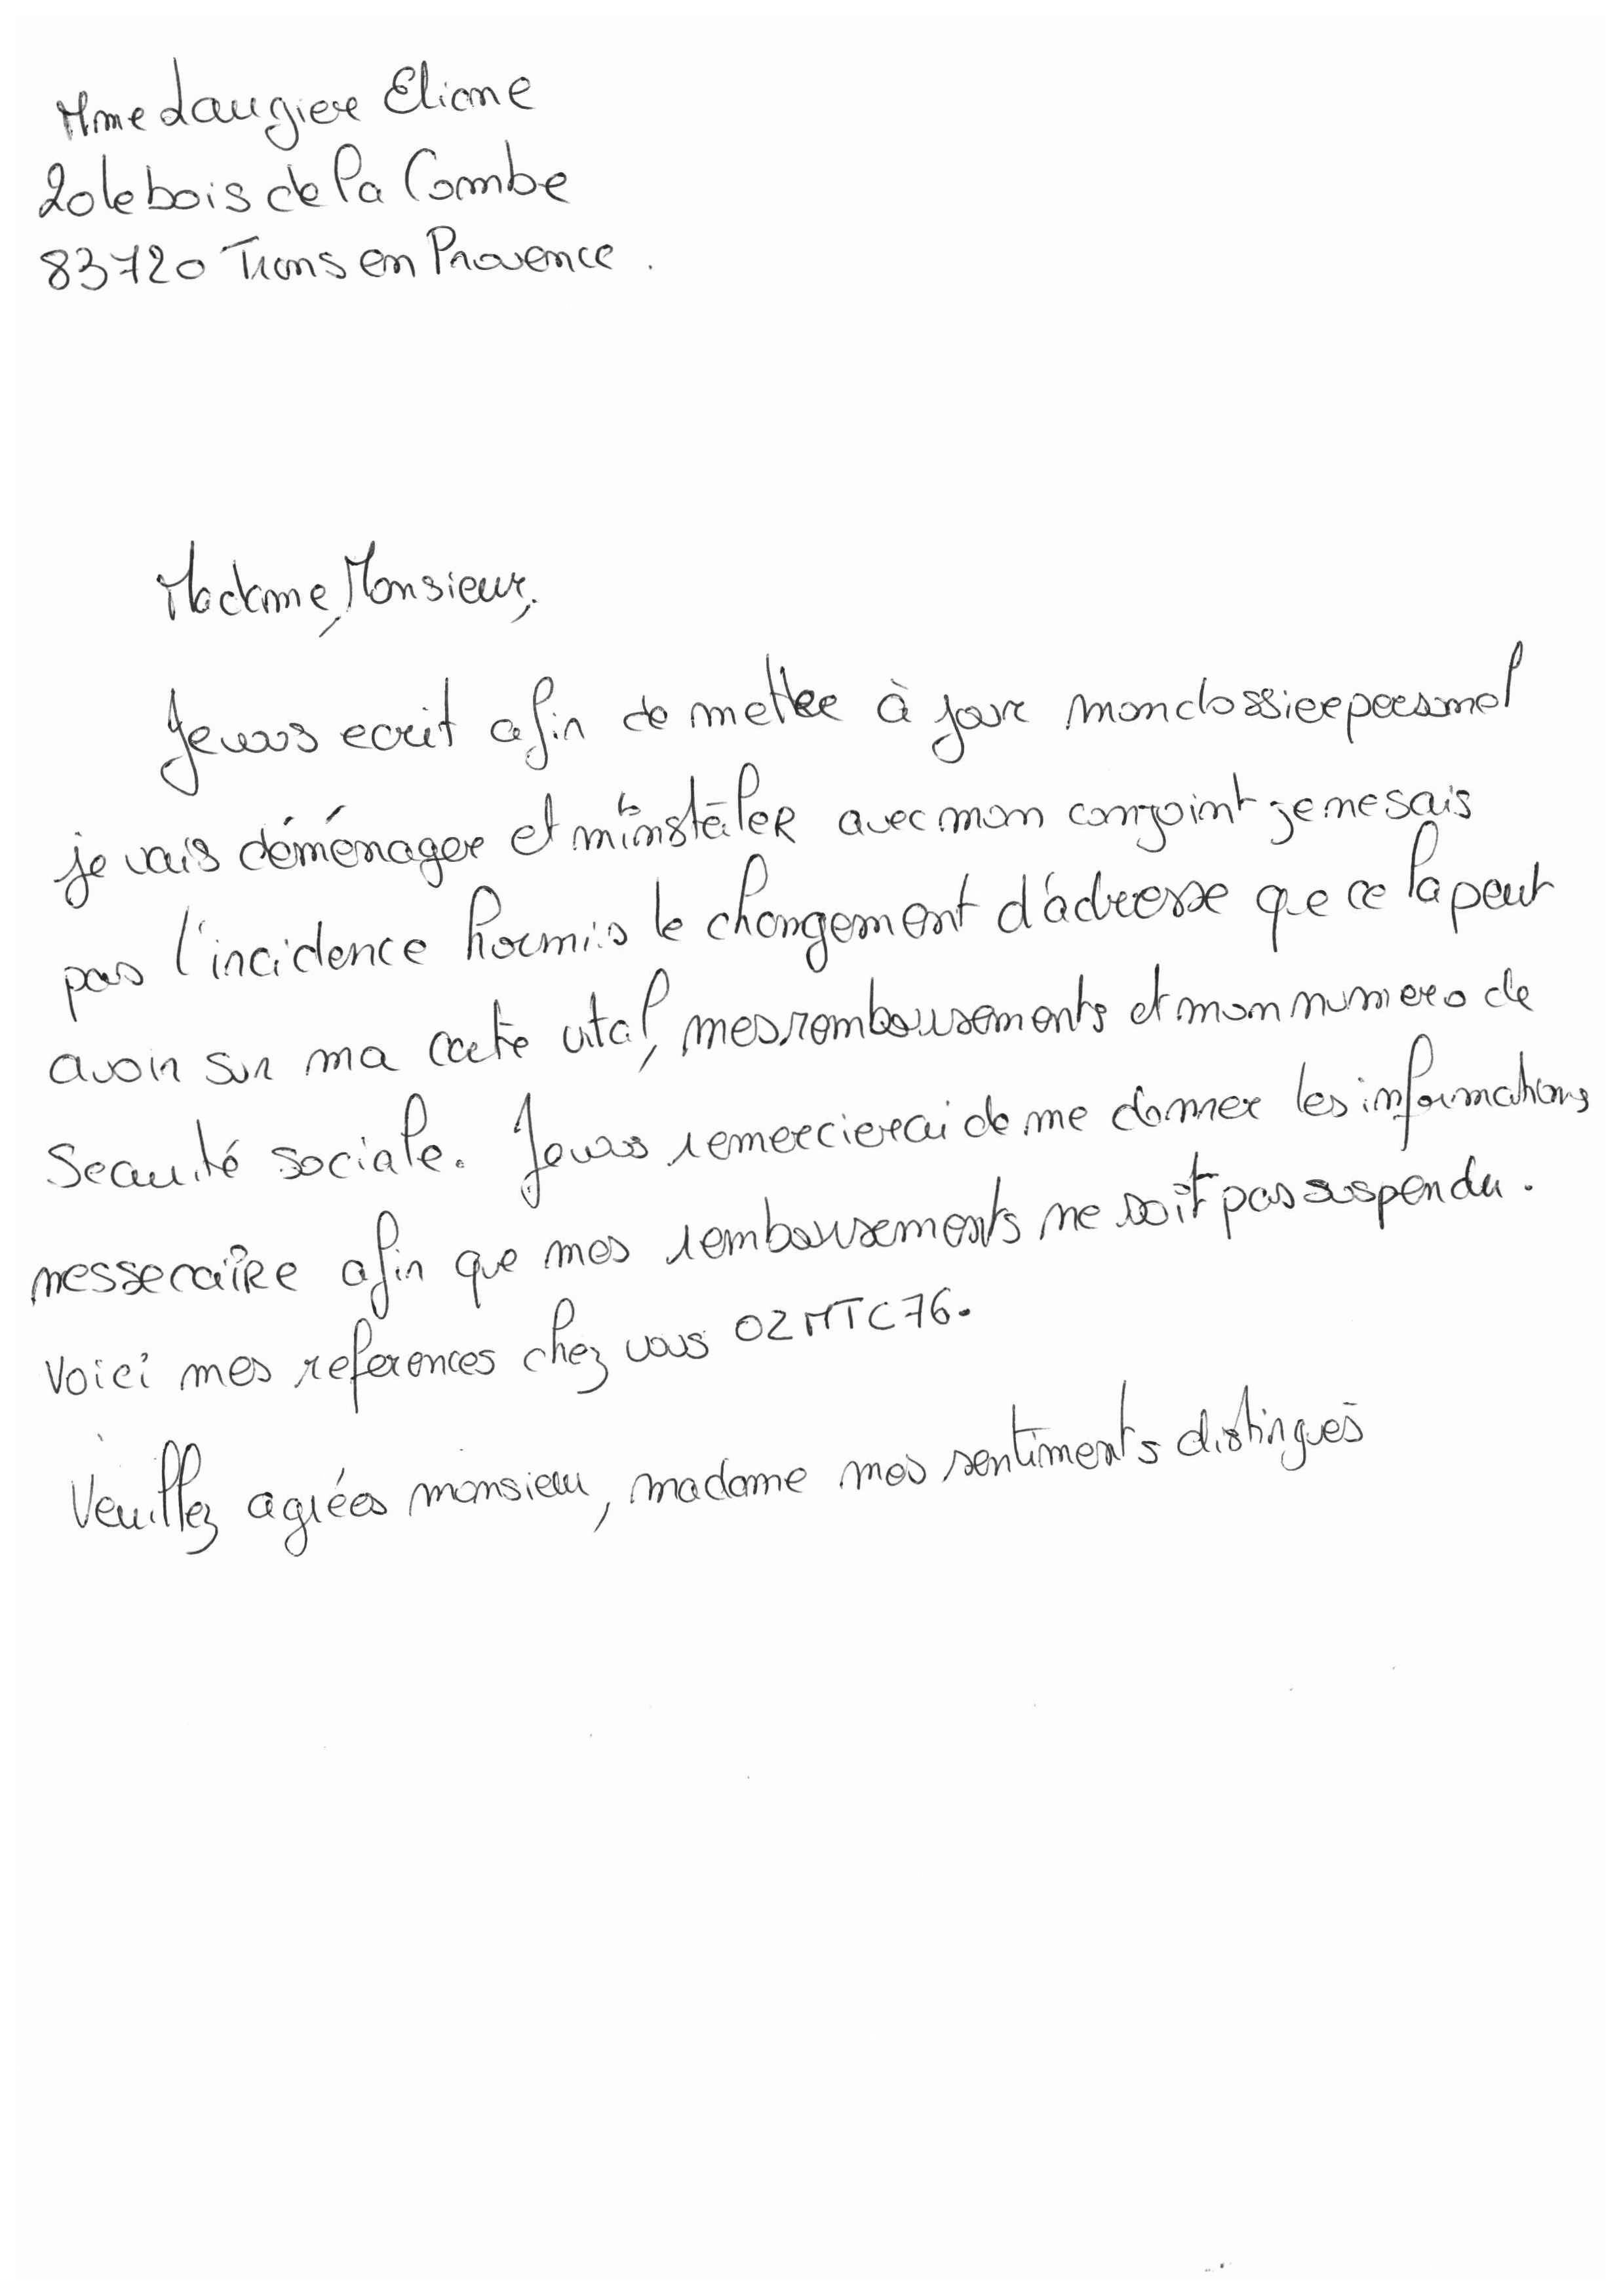 Mme Laugier Eliane
20 le bois de la Combe
83720 Trans en Provence.
Madame, Monsieur,
Je vous ecrit afin de mettre à jour mon dossier personnel
je vais déménager et m'installer avec mon conjoint je ne sais
pas l'incidence hormis le changement d'adresse que ce la peut
avoir sur ma carte vital, mes remboursements et mon numero de
Securité sociale. Je vous remercierai de me donner les informations
nessecaire afin que mes remboursements ne soit pas suspendu.
Voici mes references chez vous 02MTC76.
Veuillez agrées monsieur, madame mes sentiments distingués